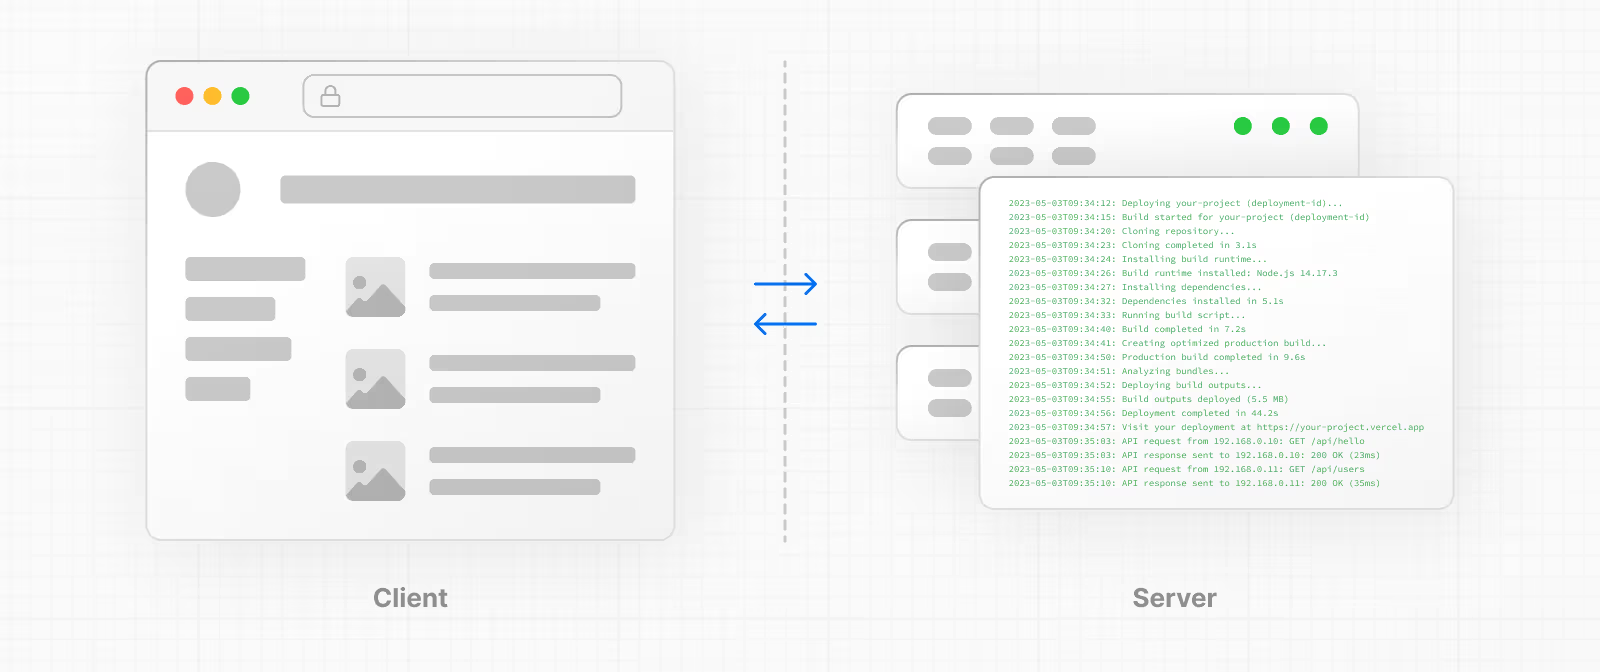 2023-05-03T09:34:12: Deploying your-project (deployment-id)...
2023-05-03T09:34:15: Build started for your-project (deployment-id)
2023-05-03T09:34:20: Cloning repository...
2023-05-03T09:34:23: Cloning completed in 3.1s
2023-05-03T09:34:24: Installing build runtime...
2023-05-03T09:34:26: Build runtime installed: Node.js 14.17.3
2023-05-03T09:34:27: Installing dependencies...
2023-05-03T09:34:32: Dependencies installed in 5.1s
2023-05-03T09:34:33: Running build script...
2023-05-03T09:34:40: Build completed in 7.2s
2023-05-03T09:34:41: Creating optimized production build...
2023-05-03T09:34:50: Production build completed in 9.6s
2023-05-03T09:34:51: Analyzing bundles...
2023-05-03T09:34:52: Deploying build outputs...
2023-05-03T09:34:55: Build outputs deployed (5.5 MB)
2023-05-03T09:34:56: Deployment completed in 44.2s
2023-05-03T09:34:57: Visit your deployment at https://your-project.vercel.app
2023-05-03T09:35:03: API request from 192.168.0.10: GET /api/hello
2023-05-03T09:35:03: API response sent to 192.168.0.10: 200 OK (23ms)
2023-05-03T09:35:10: API request from 192.168.0.11: GET /api/users
2023-05-03T09:35:10: API response sent to 192.168.0.11: 200 OK (35ms)
Client
Server